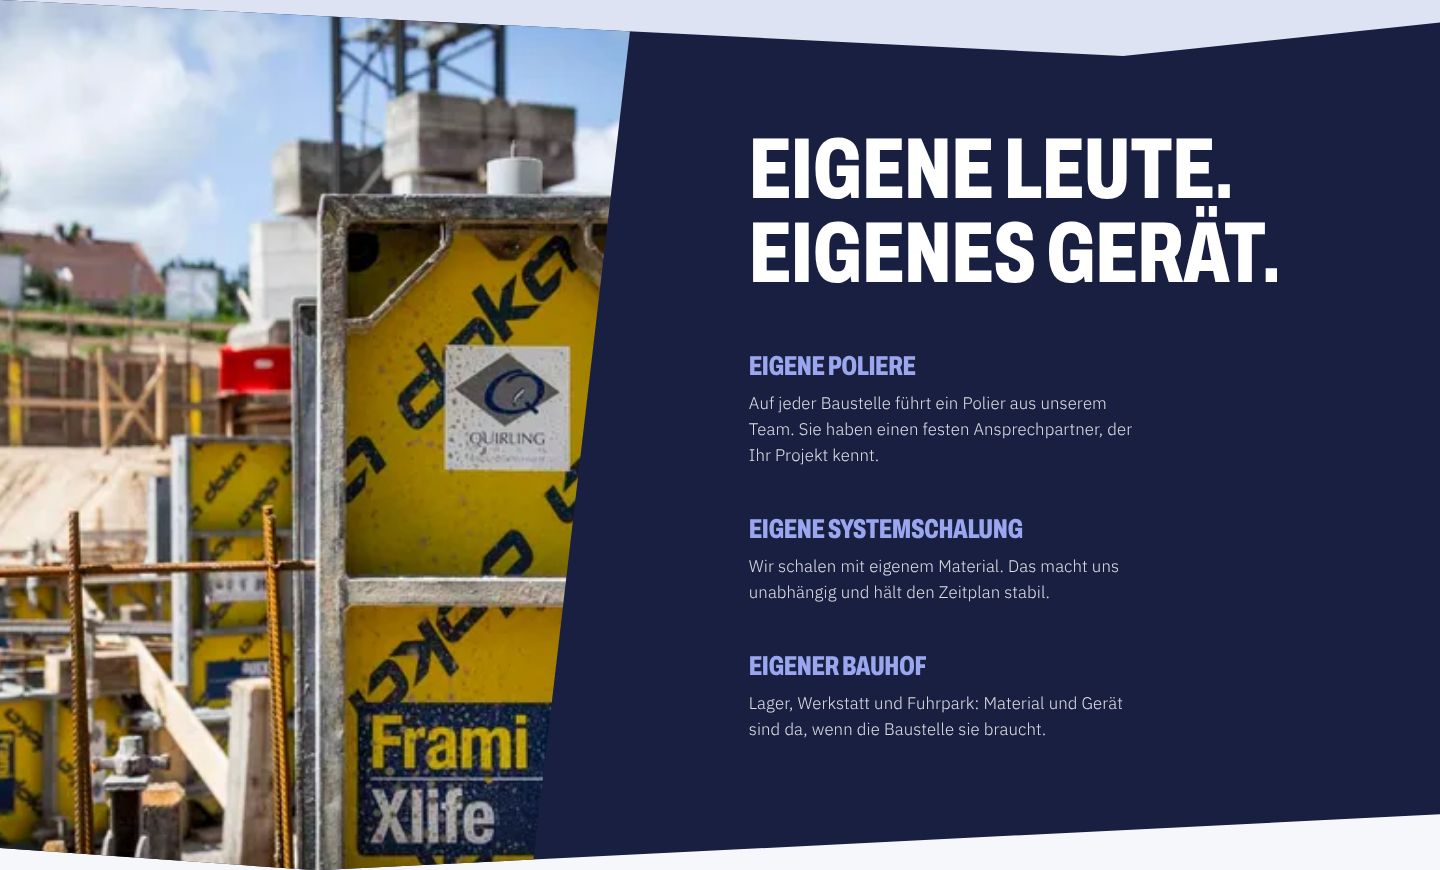 EIGENE LEUTE.
EIGENES GERÄT.
EIGENE POLIERE
Auf jeder Baustelle führt ein Polier aus unserem
Team. Sie haben einen festen Ansprechpartner, der
Ihr Projekt kennt.
EIGENE SYSTEMSCHALUNG
Wir schalen mit eigenem Material. Das macht uns
unabhängig und hält den Zeitplan stabil.
EIGENER BAUHOF
Lager, Werkstatt und Fuhrpark: Material und Gerät
sind da, wenn die Baustelle sie braucht.
doka
QUIRLING
doka
doka
Frami
Xlife